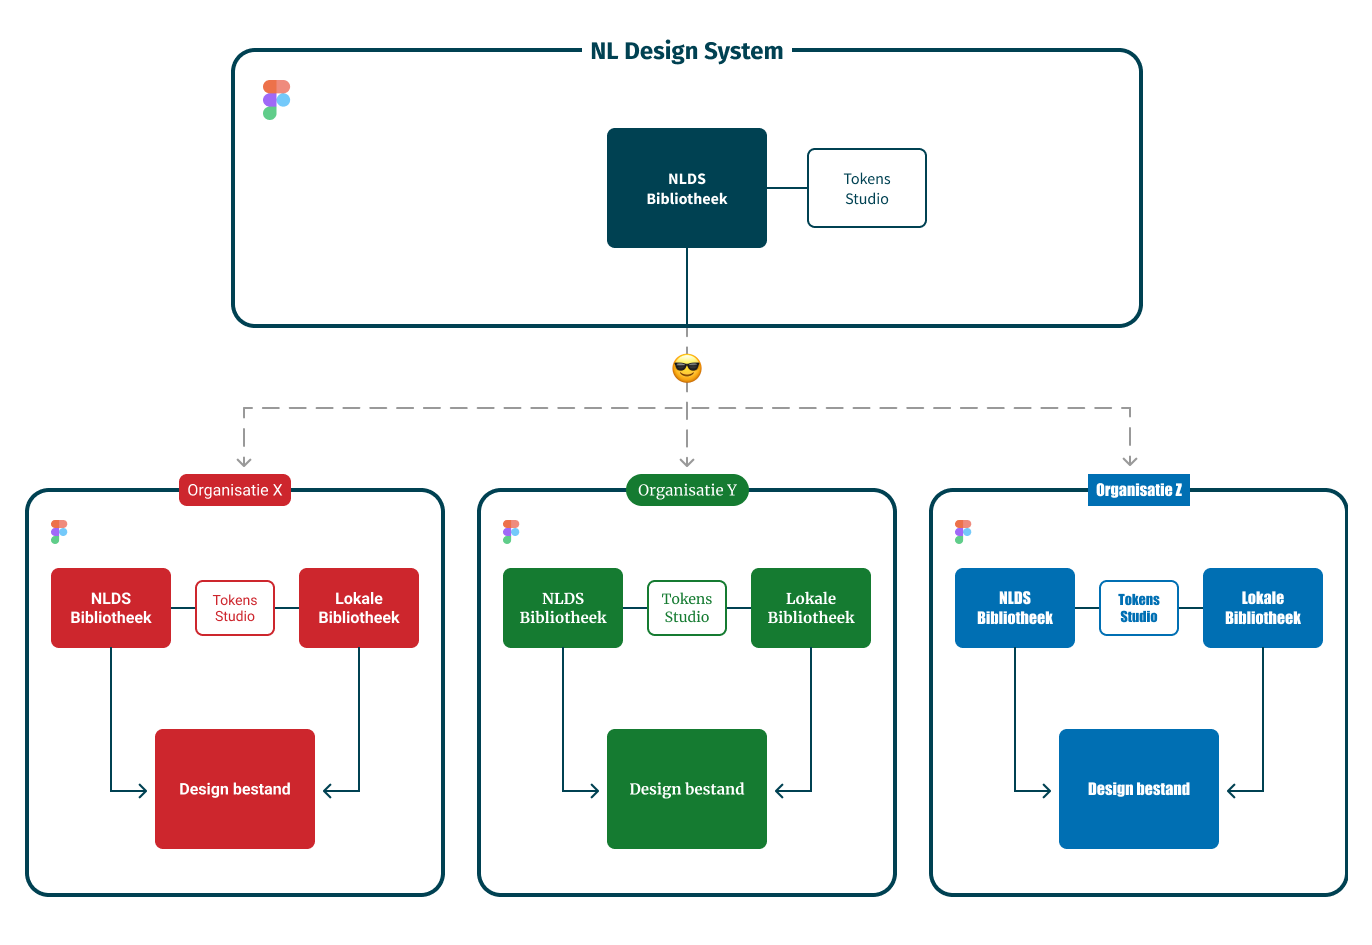 NL Design System
NLDS
Bibliotheek
Tokens
Studio
Organisatie X
NLDS
Bibliotheek
Tokens
Studio
Lokale
Bibliotheek
Design bestand
Organisatie Y
NLDS
Bibliotheek
Tokens
Studio
Lokale
Bibliotheek
Design bestand
Organisatie Z
NLDS
Bibliotheek
Tokens
Studio
Lokale
Bibliotheek
Design bestand